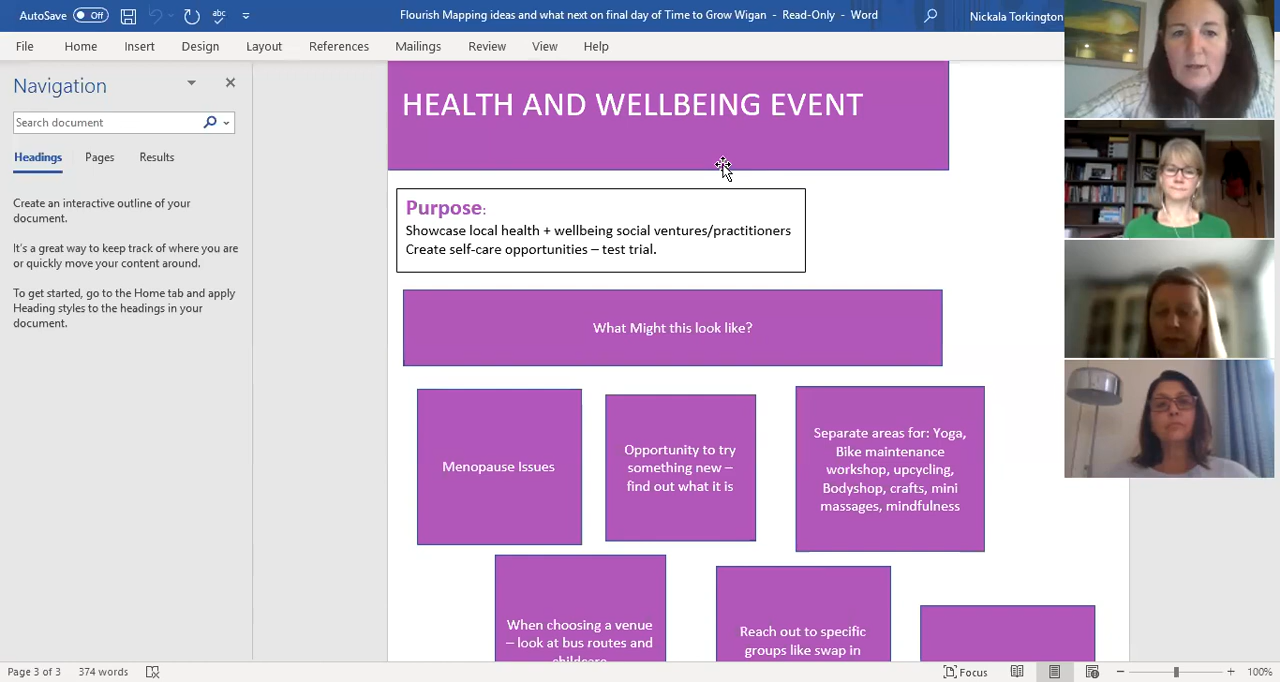 AutoSave Off
Flourish Mapping ideas and what next on final day of Time to Grow Wigan - Read-Only - Word
Nickala Torkington
File Home Insert Design Layout References Mailings Review View Help
Navigation
Search document
Headings Pages Results
Create an interactive outline of your
document.
It's a great way to keep track of where you are
or quickly move your content around.
To get started, go to the Home tab and apply
Heading styles to the headings in your
document.
HEALTH AND WELLBEING EVENT
Purpose:
Showcase local health + wellbeing social ventures/practitioners
Create self-care opportunities – test trial.
What Might this look like?
Menopause Issues
Opportunity to try
something new –
find out what it is
Separate areas for: Yoga,
Bike maintenance
workshop, upcycling,
Bodyshop, crafts, mini
massages, mindfulness
When choosing a venue
– look at bus routes and
childcare
Reach out to specific
groups like swap in
Page 3 of 3 374 words
Focus
100%